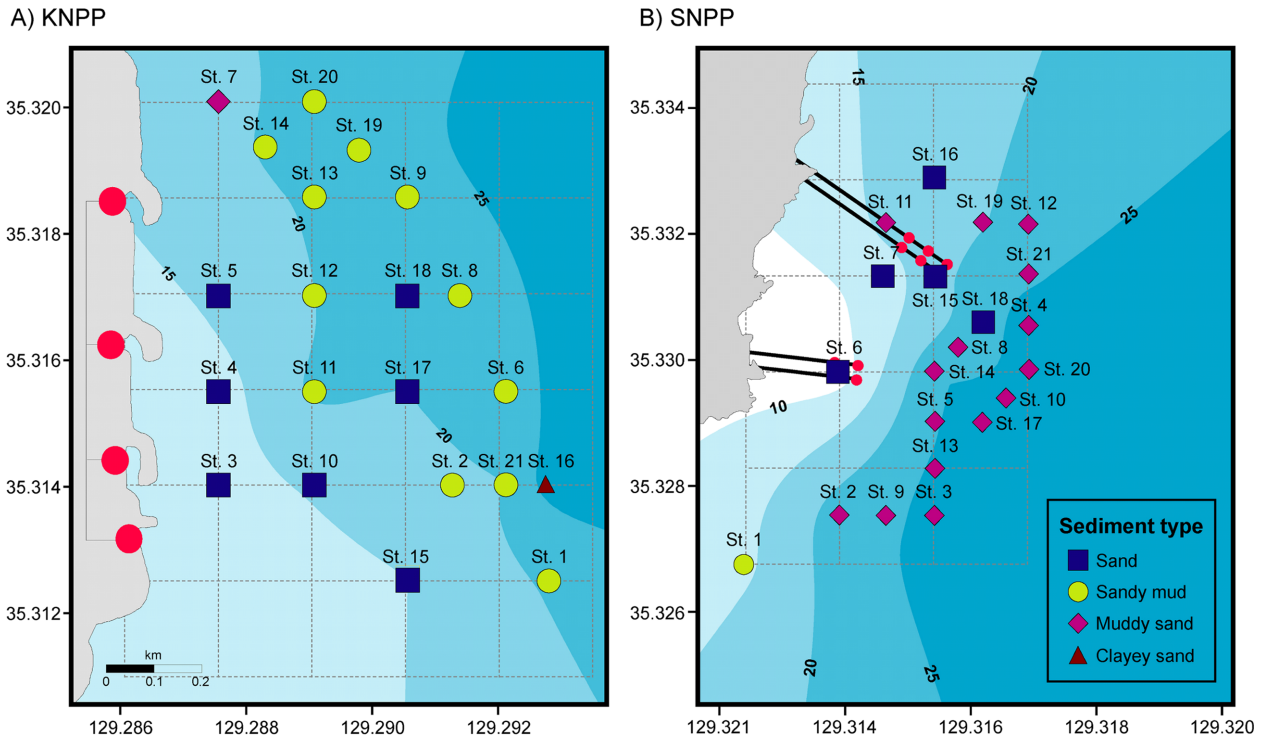 A) KNPP
B) SNPP
St. 7
St. 20
St. 14
St. 19
St. 13
St. 9
20
25
15
St. 5
St. 12
St. 18
St. 8
St. 4
St. 11
St. 17
St. 6
20
St. 3
St. 10
St. 2
St. 21
St. 16
St. 15
St. 1
km
0
0.1
0.2
35.320
35.318
35.316
35.314
35.312
129.266
129.288
129.290
129.292
15
20
St. 16
St. 11
St. 19
St. 12
25
St. 7
St. 21
St. 15
St. 18
St. 4
St. 6
St. 8
St. 14
St. 20
10
St. 5
St. 10
St. 17
St. 13
St. 2
St. 9
St. 3
St. 1
20
25
Sediment type
Sand
Sandy mud
Muddy sand
Clayey sand
35.334
35.332
35.330
35.328
35.326
129.321
129.314
129.316
129.318
129.320